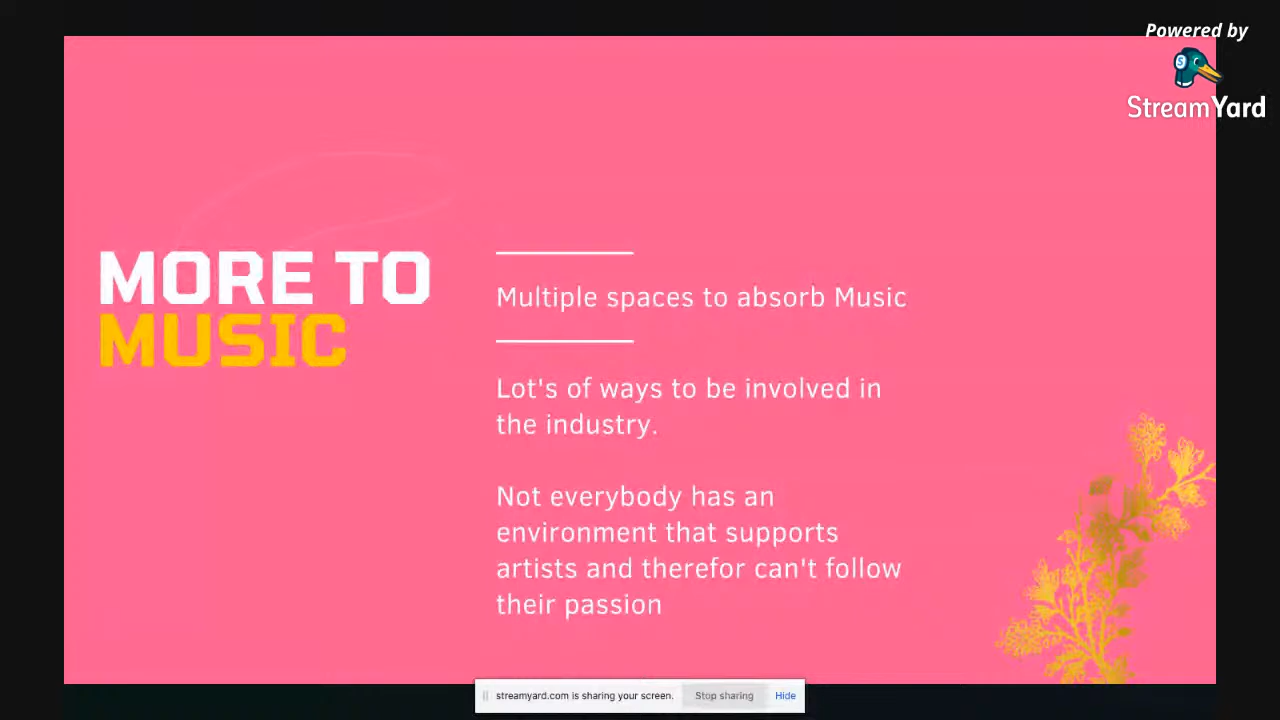 Powered by
StreamYard
MORE TO
MUSIC
Multiple spaces to absorb Music
Lot's of ways to be involved in
the industry.
Not everybody has an
environment that supports
artists and therefor can't follow
their passion
streamyard.com is sharing your screen.
Stop sharing
Hide